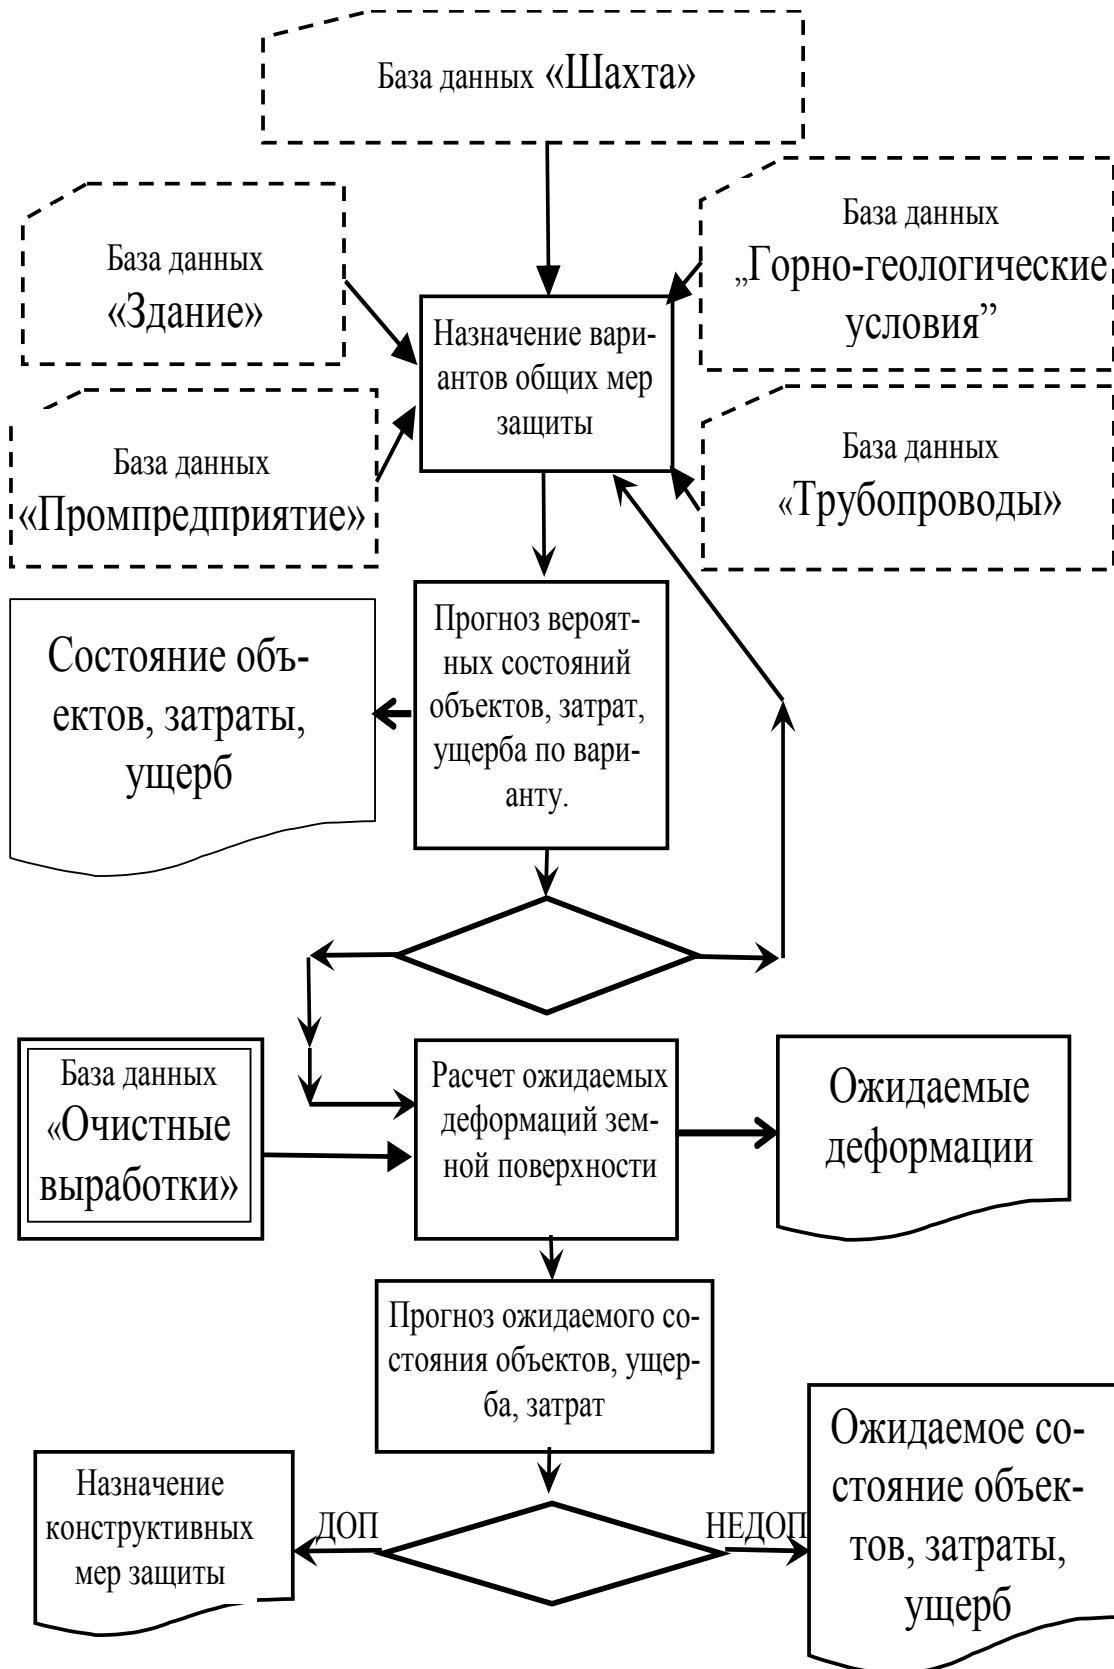 База данных «Шахта»
База данных
«Здание»
База данных
„Горно-геологические
условия”
Назначение вари-
антов общих мер
защиты
База данных
«Промпредприятие»
База данных
«Трубопроводы»
Состояние объ-
ектов, затраты,
ущерб
Прогноз вероят-
ных состояний
объектов, затрат,
ущерба по вари-
анту.
База данных
«Очистные
выработки»
Расчет ожидаемых
деформаций зем-
ной поверхности
Ожидаемые
деформации
Прогноз ожидаемого со-
стояния объектов, ущер-
ба, затрат
Назначение
конструктивных
мер защиты
ДОП
НЕДОП
Ожидаемое со-
стояние объек-
тов, затраты,
ущерб